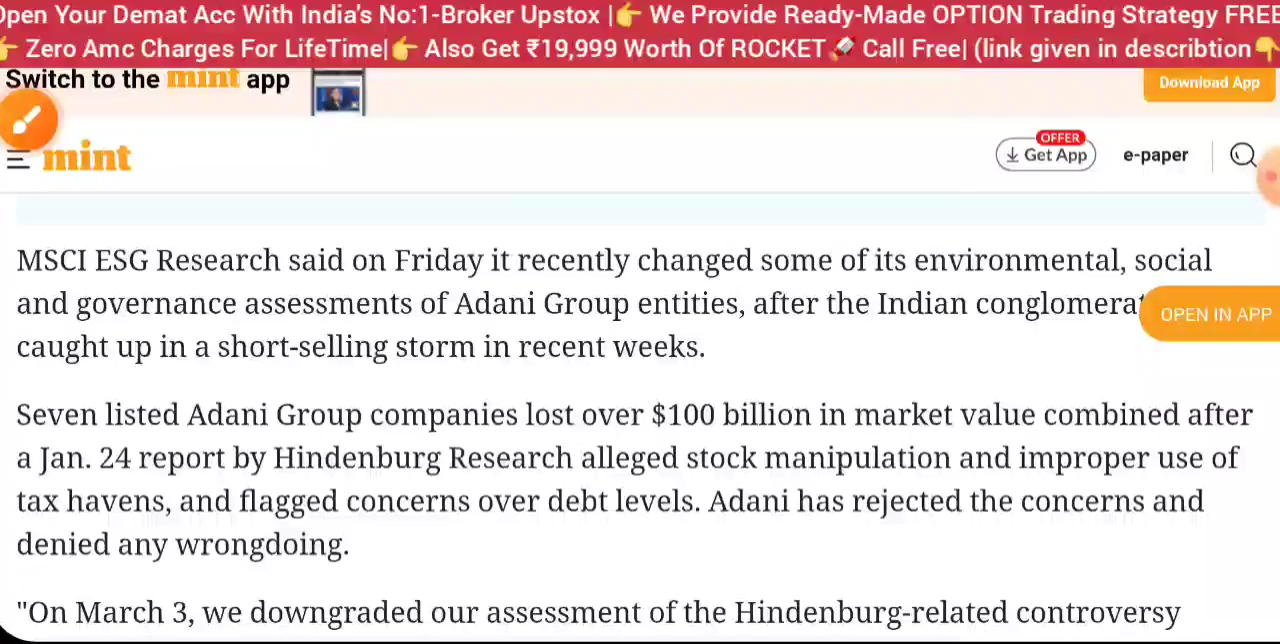 Open Your Demat Acc With India's No:1-Broker Upstox |👉 We Provide Ready-Made OPTION Trading Strategy FREE
👉 Zero Amc Charges For LifeTime|👉 Also Get ₹19,999 Worth Of ROCKET🚀 Call Free| (link given in describtion👇
Switch to the mint app
Download App
mint
OFFER
Get App
e-paper
MSCI ESG Research said on Friday it recently changed some of its environmental, social
and governance assessments of Adani Group entities, after the Indian conglomerat
OPEN IN APP
caught up in a short-selling storm in recent weeks.
Seven listed Adani Group companies lost over $100 billion in market value combined after
a Jan. 24 report by Hindenburg Research alleged stock manipulation and improper use of
tax havens, and flagged concerns over debt levels. Adani has rejected the concerns and
denied any wrongdoing.
"On March 3, we downgraded our assessment of the Hindenburg-related controversy